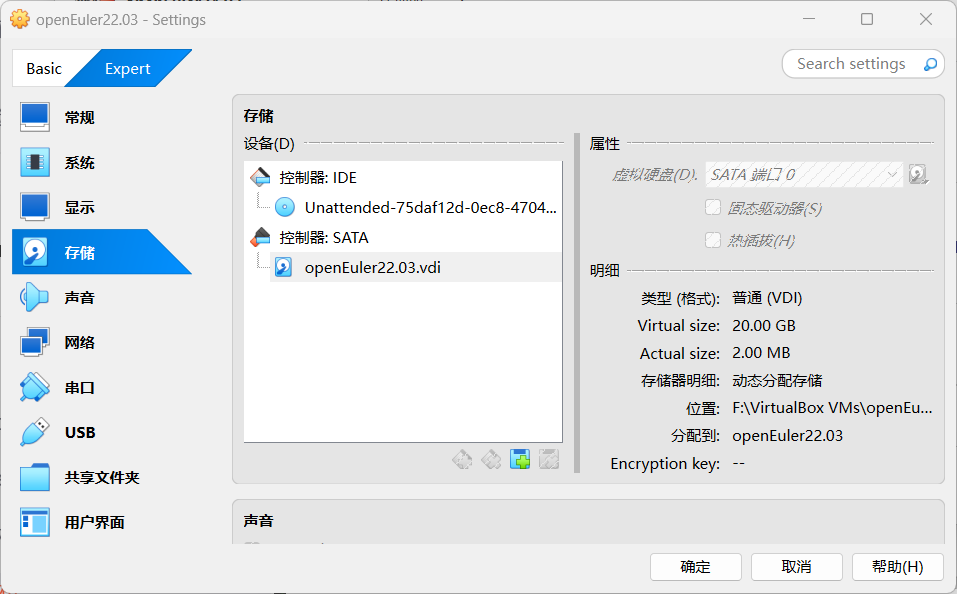 openEuler22.03 - Settings
Basic
Expert
Search settings
常规
系统
显示
存储
声音
网络
串口
USB
共享文件夹
用户界面
存储
设备(D)
控制器: IDE
Unattended-75daf12d-0ec8-4704...
控制器: SATA
openEuler22.03.vdi
属性
虚拟硬盘(D). SATA 端口 0
固态驱动器(S)
热插拔(H)
明细
类型 (格式): 普通 (VDI)
Virtual size: 20.00 GB
Actual size: 2.00 MB
存储器明细: 动态分配存储
位置: F:\VirtualBox VMs\openEu...
分配到: openEuler22.03
Encryption key: --
声音
确定
取消
帮助(H)